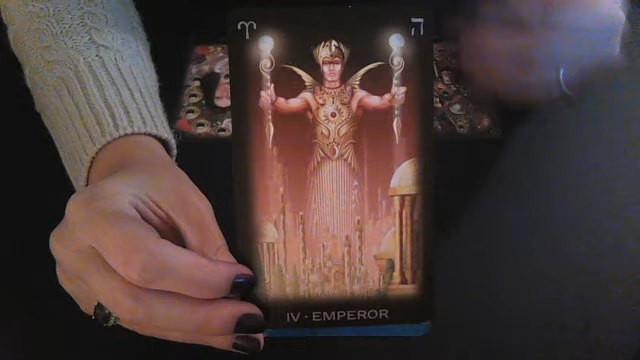 ♈ ה
IV · EMPEROR